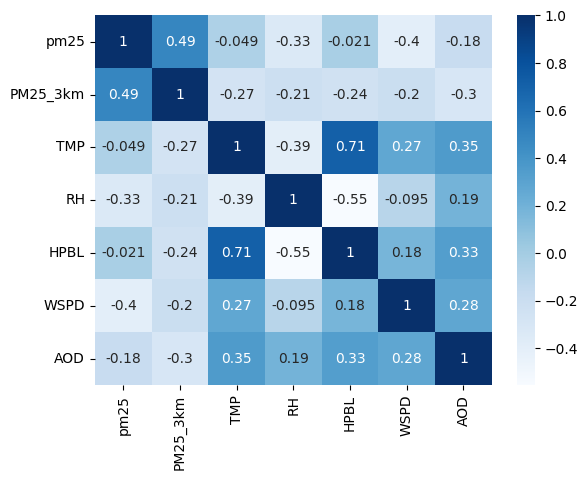 pm25 1 0.49 -0.049 -0.33 -0.021 -0.4 -0.18
PM25_3km 0.49 1 -0.27 -0.21 -0.24 -0.2 -0.3
TMP -0.049 -0.27 1 -0.39 0.71 0.27 0.35
RH -0.33 -0.21 -0.39 1 -0.55 -0.095 0.19
HPBL -0.021 -0.24 0.71 -0.55 1 0.18 0.33
WSPD -0.4 -0.2 0.27 -0.095 0.18 1 0.28
AOD -0.18 -0.3 0.35 0.19 0.33 0.28 1
pm25 PM25_3km TMP RH HPBL WSPD AOD
1.0
0.8
0.6
0.4
0.2
0.0
−0.2
−0.4